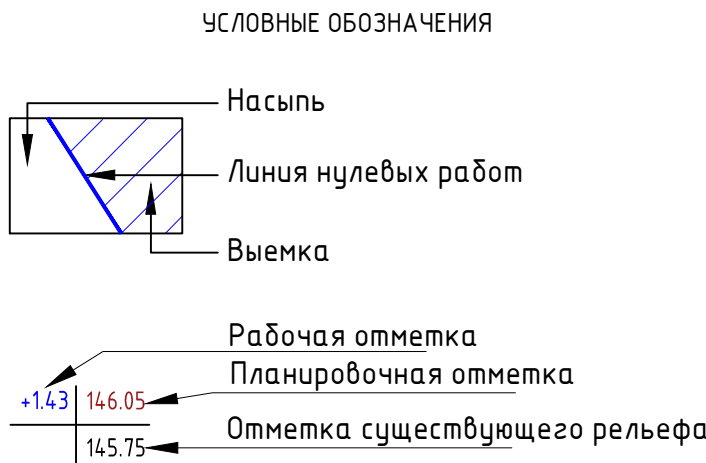 УСЛОВНЫЕ ОБОЗНАЧЕНИЯ
Насыпь
Линия нулевых работ
Выемка
Рабочая отметка
Планировочная отметка
+1.43 146.05
Отметка существующего рельефа
145.75